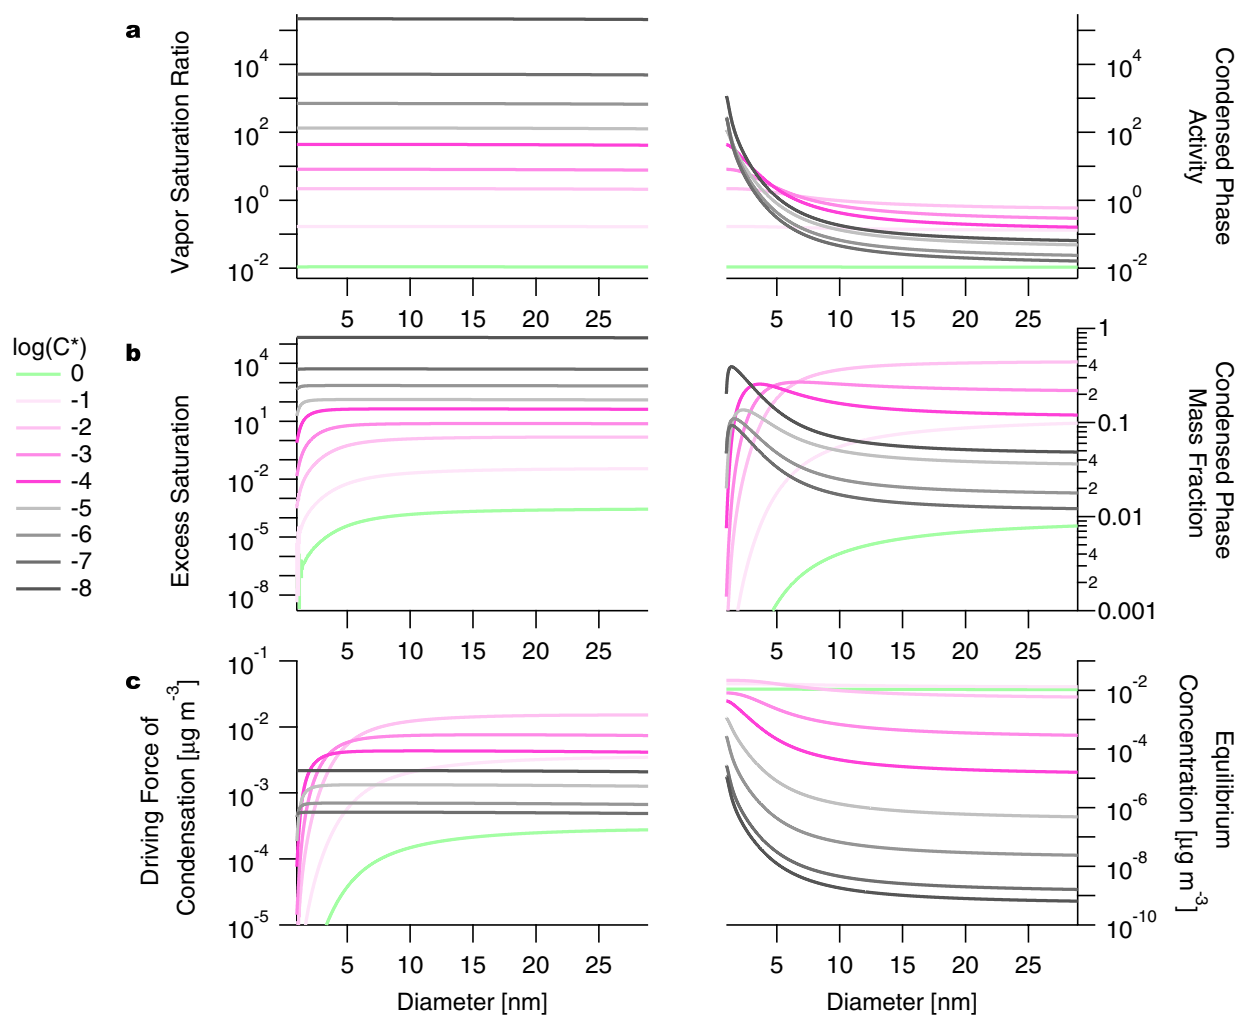 a
Vapor Saturation Ratio
10^4
10^2
10^0
10^-2
5 10 15 20 25
10^4
10^2
10^0
10^-2
Condensed Phase
Activity
5 10 15 20 25
log(C*)
0
-1
-2
-3
-4
-5
-6
-7
-8
b
Excess Saturation
10^4
10^1
10^-2
10^-5
10^-8
5 10 15 20 25
1
4
2
0.1
4
2
0.01
4
2
0.001
Condensed Phase
Mass Fraction
5 10 15 20 25
c
Driving Force of
Condensation [µg m^-3]
10^-1
10^-2
10^-3
10^-4
10^-5
5 10 15 20 25
Diameter [nm]
10^-2
10^-4
10^-6
10^-8
10^-10
Equilibrium
Concentration [µg m^-3]
5 10 15 20 25
Diameter [nm]